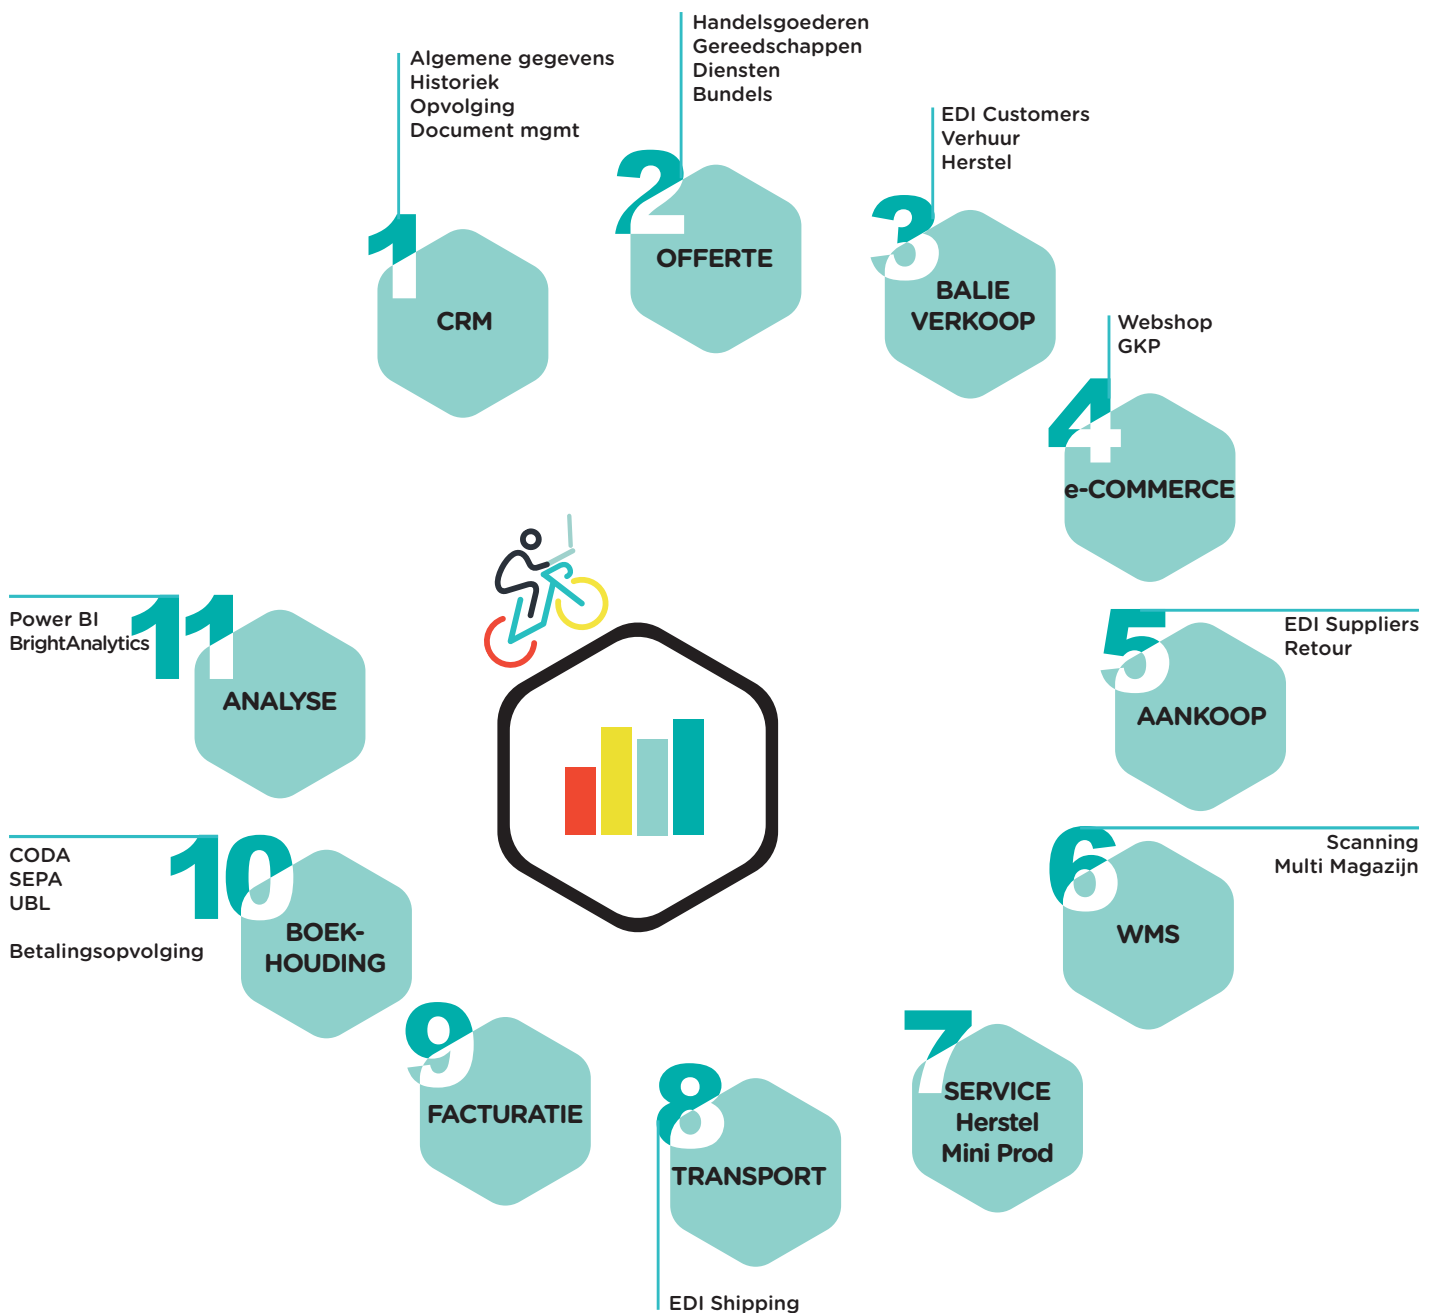 1
Algemene gegevens
Historiek
Opvolging
Document mgmt
CRM
2
Handelsgoederen
Gereedschappen
Diensten
Bundels
OFFERTE
3
EDI Customers
Verhuur
Herstel
BALIE
VERKOOP
4
Webshop
GKP
e-COMMERCE
5
EDI Suppliers
Retour
AANKOOP
6
Scanning
Multi Magazijn
WMS
7
SERVICE
Herstel
Mini Prod
8
TRANSPORT
EDI Shipping
9
FACTURATIE
10
CODA
SEPA
UBL
Betalingsopvolging
BOEK-
HOUDING
11
Power BI
BrightAnalytics
ANALYSE